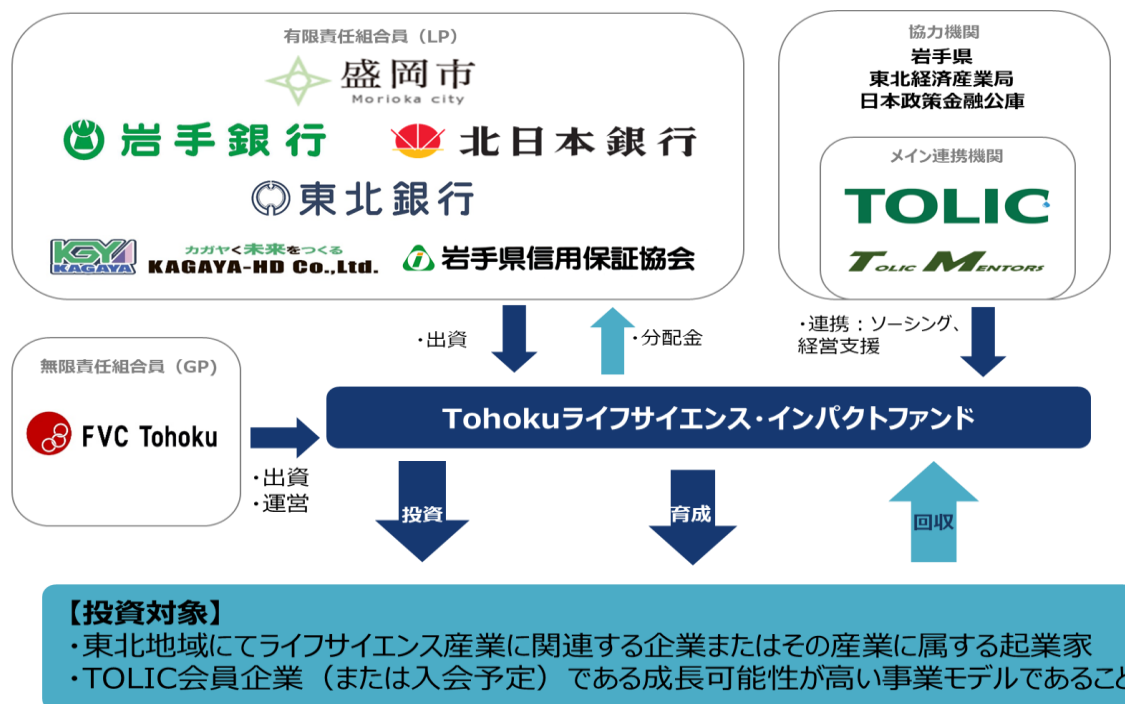 有限責任組合員（LP）
盛岡市
Morioka city
岩手銀行
北日本銀行
東北銀行
KGY
KAGAYA
カガヤく未来をつくる
KAGAYA-HD Co.,Ltd.
岩手県信用保証協会
協力機関
岩手県
東北経済産業局
日本政策金融公庫
メイン連携機関
TOLIC
TOLIC MENTORS
・出資
・分配金
・連携：ソーシング、
経営支援
無限責任組合員（GP）
FVC Tohoku
・出資
・運営
Tohokuライフサイエンス・インパクトファンド
投資
育成
回収
【投資対象】
・東北地域にてライフサイエンス産業に関連する企業またはその産業に属する起業家
・TOLIC会員企業（または入会予定）である成長可能性が高い事業モデルであること